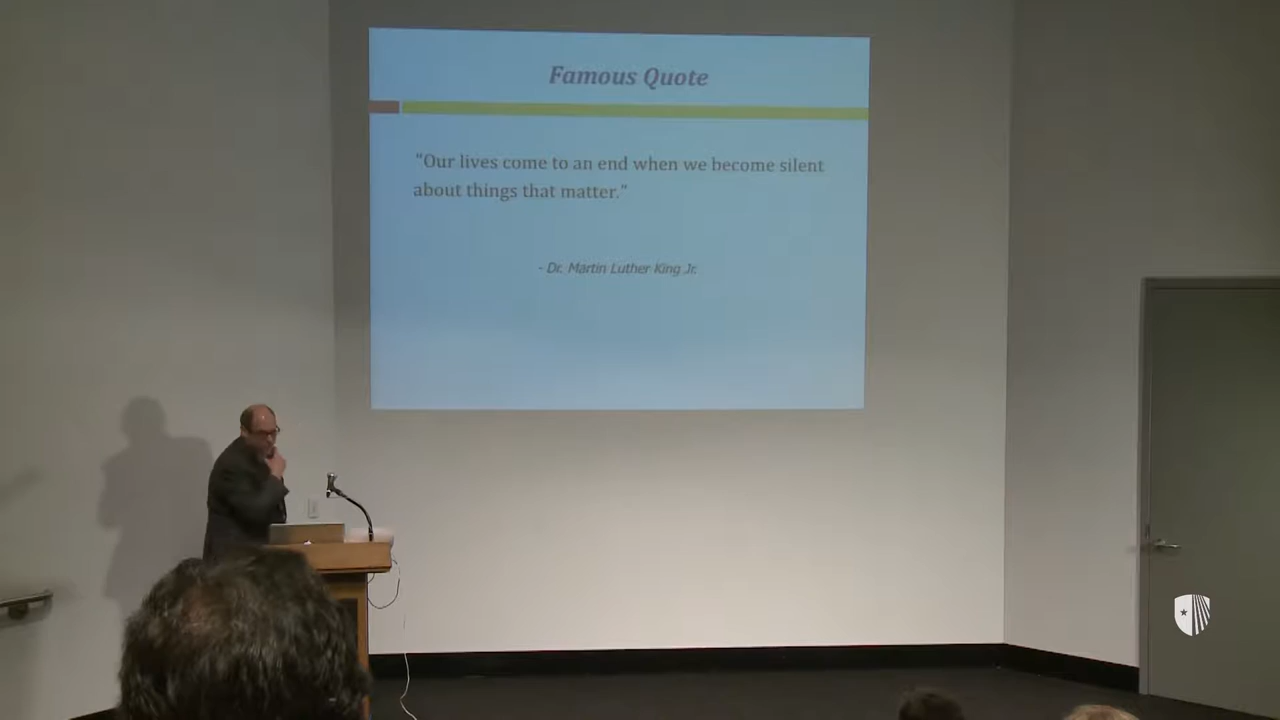 Famous Quote
"Our lives come to an end when we become silent
about things that matter."
- Dr. Martin Luther King Jr.